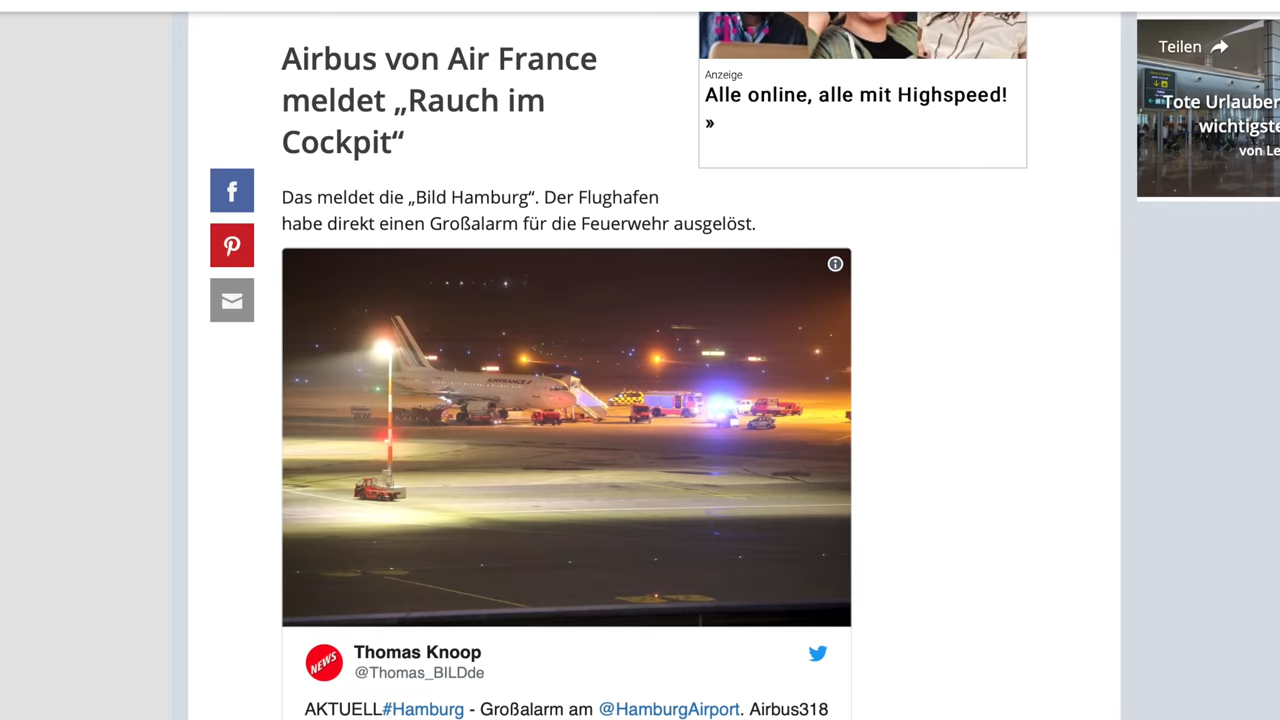 Airbus von Air France
meldet „Rauch im
Cockpit“
Das meldet die „Bild Hamburg“. Der Flughafen
habe direkt einen Großalarm für die Feuerwehr ausgelöst.
Anzeige
Alle online, alle mit Highspeed!
»
Teilen
Tote Urlauber
wichtigste
von Le
AIRFRANCE
NEWS
Thomas Knoop
@Thomas_BILDde
AKTUELL#Hamburg - Großalarm am @HamburgAirport. Airbus318